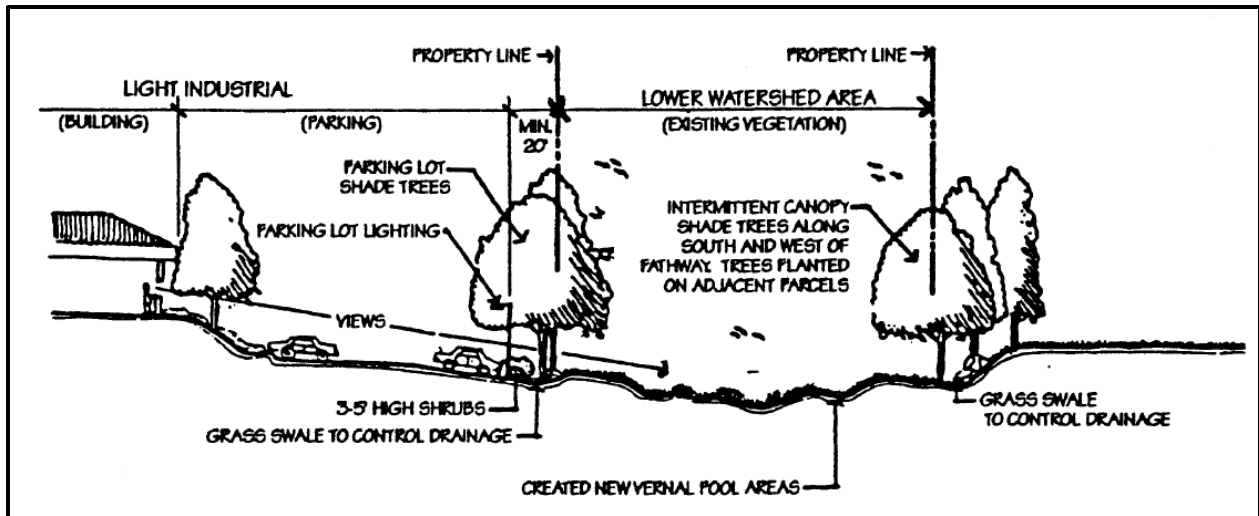 PROPERTY LINE
PROPERTY LINE
LIGHT INDUSTRIAL
LOWER WATERSHED AREA
(BUILDING)
(PARKING)
MIN.
20'
(EXISTING VEGETATION)
PARKING LOT
SHADE TREES
PARKING LOT LIGHTING
INTERMITTENT CANOPY
SHADE TREES ALONG
SOUTH AND WEST OF
PATHWAY. TREES PLANTED
ON ADJACENT PARCELS
VIEWS
3-5' HIGH SHRUBS
GRASS SWALE TO CONTROL DRAINAGE
GRASS SWALE
TO CONTROL DRAINAGE
CREATED NEW VERNAL POOL AREAS